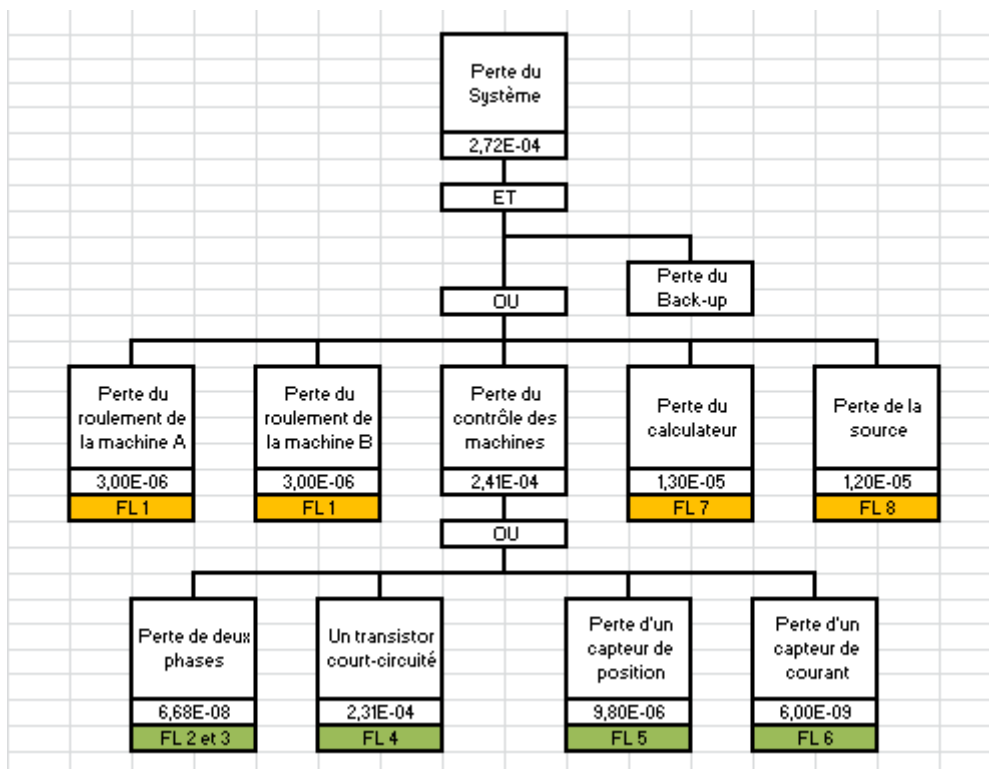 Perte du
Système
2,72E-04
ET
Perte du
Back-up
OU
Perte du
roulement de
la machine A
3,00E-06
FL 1
Perte du
roulement de
la machine B
3,00E-06
FL 1
Perte du
contrôle des
machines
2,41E-04
Perte du
calculateur
1,30E-05
FL 7
Perte de la
source
1,20E-05
FL 8
OU
Perte de deux
phases
6,68E-08
FL 2 et 3
Un transistor
court-circuité
2,31E-04
FL 4
Perte d'un
capteur de
position
9,80E-06
FL 5
Perte d'un
capteur de
courant
6,00E-09
FL 6